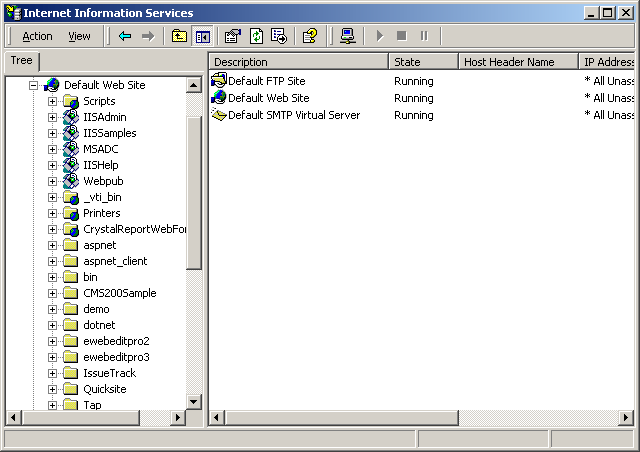 Internet Information Services
Action View
Tree
Default Web Site
Scripts
IISAdmin
IISSamples
MSADC
IISHelp
Webpub
_vti_bin
Printers
CrystalReportWebFor
aspnet
aspnet_client
bin
CMS200Sample
demo
dotnet
ewebeditpro2
ewebeditpro3
IssueTrack
Quicksite
Tap
Description State Host Header Name IP Address
Default FTP Site Running * All Unass
Default Web Site Running * All Unass
Default SMTP Virtual Server Running * All Unass